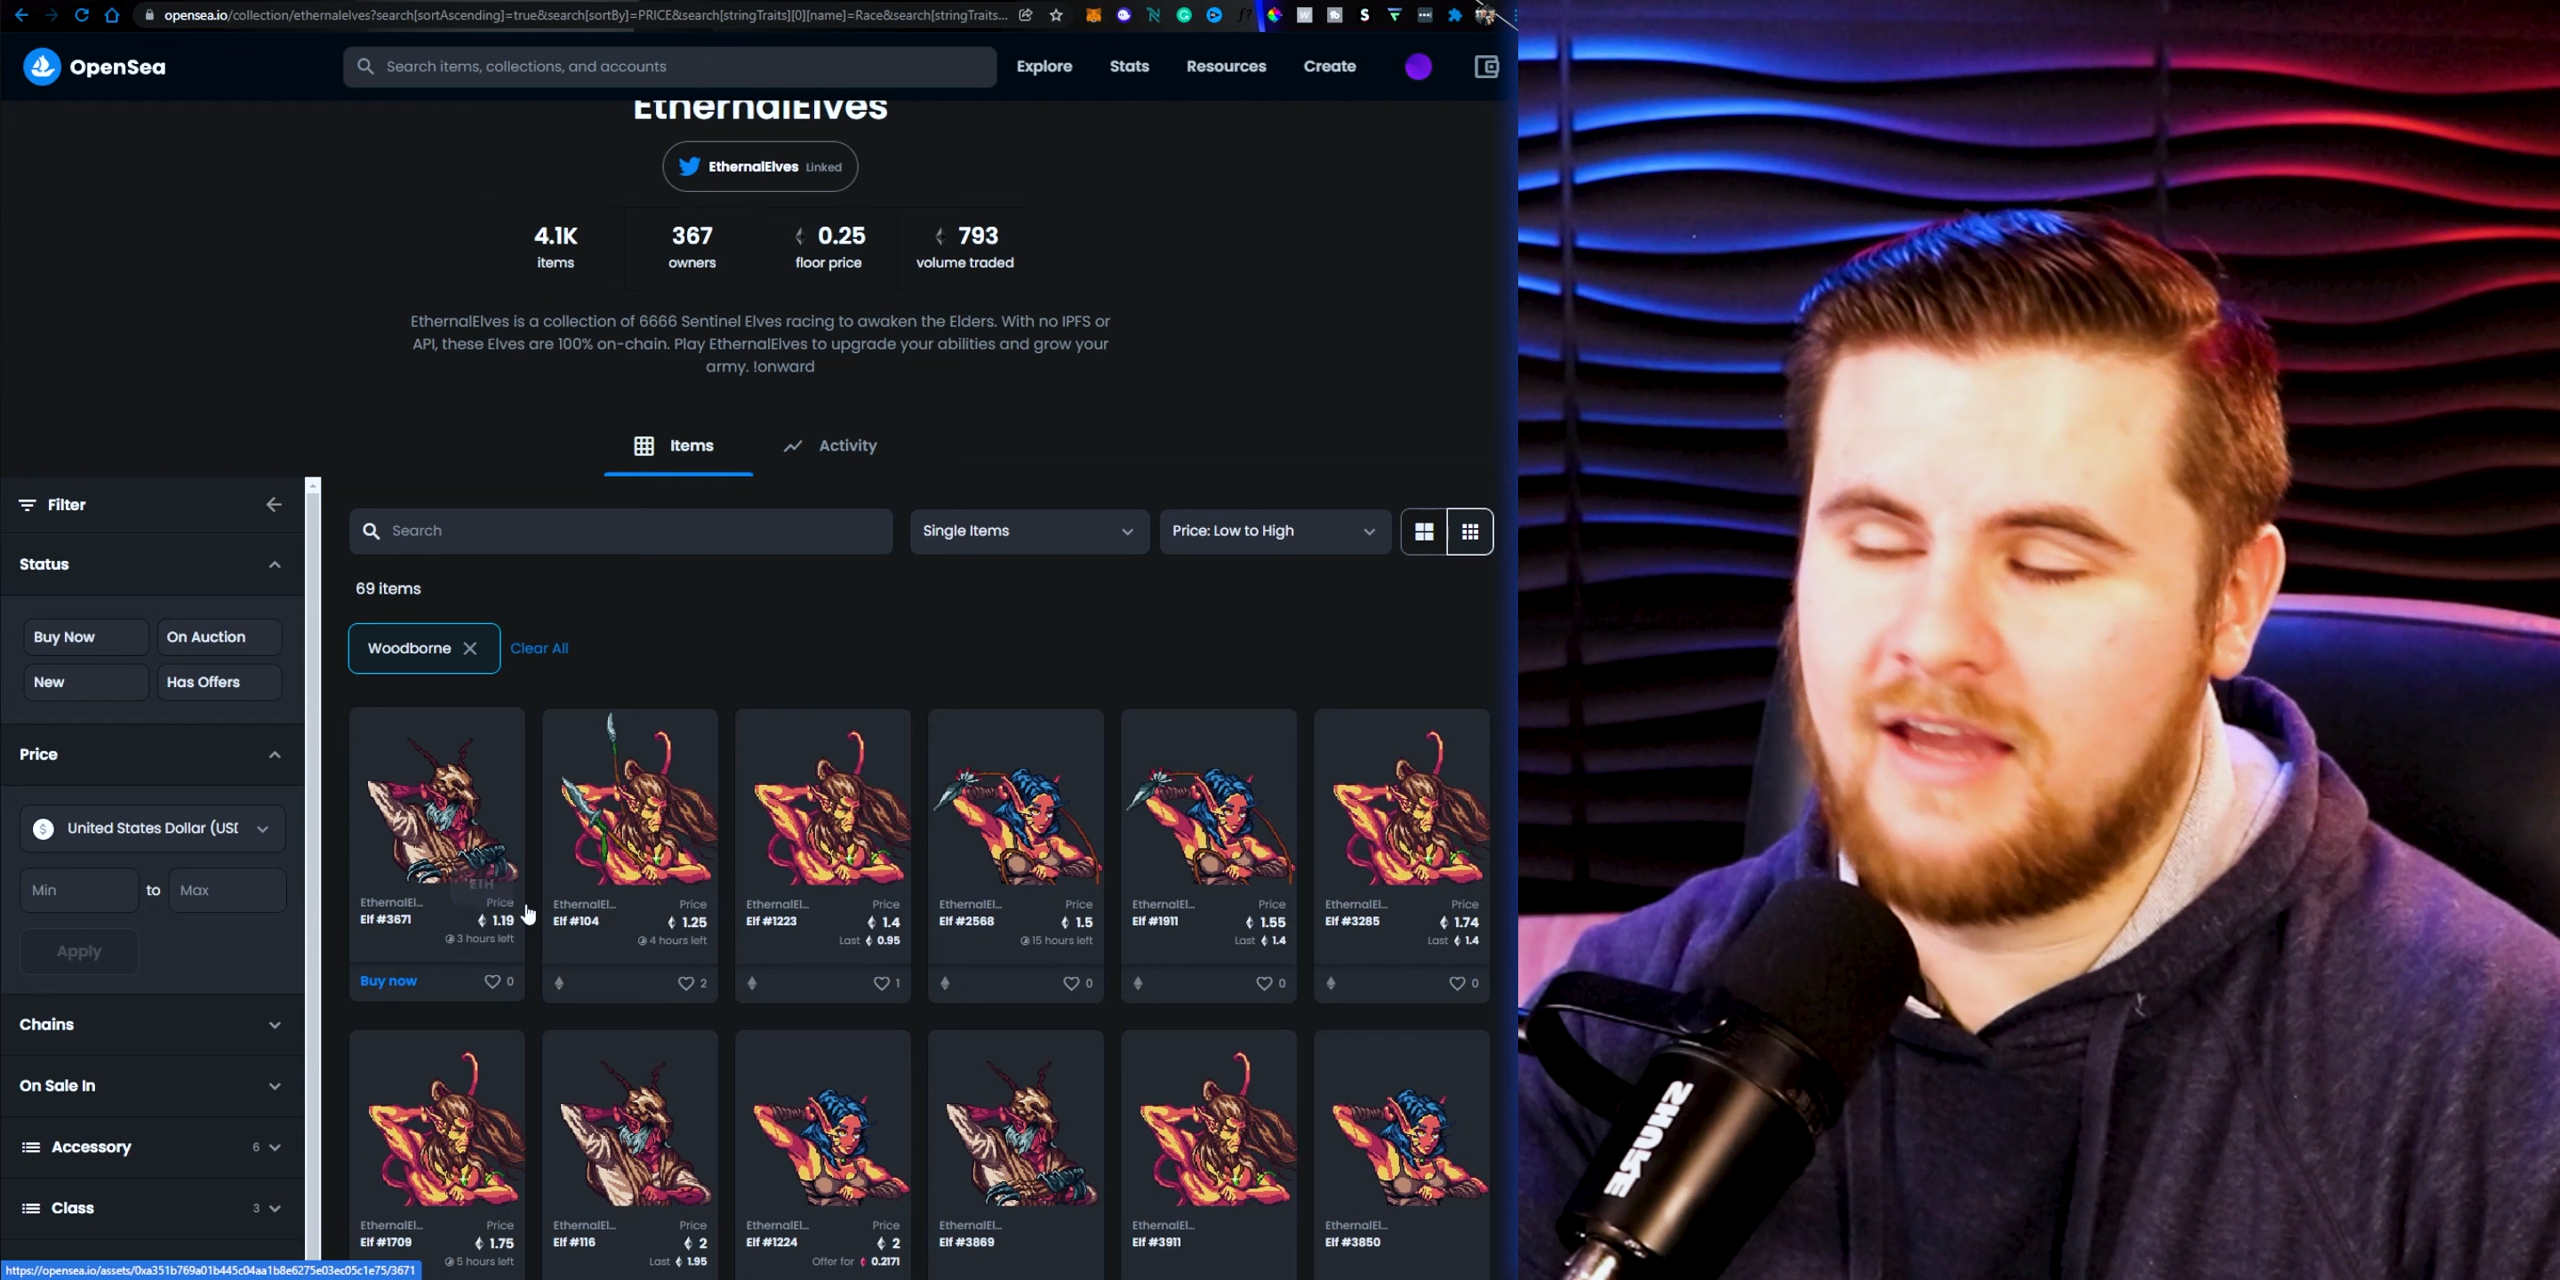 opensea.io/collection/ethernalelves?search[sortAscending]=true&search[sortBy]=PRICE&search[stringTraits][0][name]=Race&search[stringTraits...
OpenSea
Search items, collections, and accounts
Explore
Stats
Resources
Create
EthernalElves
EthernalElves Linked
4.1K
items
367
owners
0.25
floor price
793
volume traded
EthernalElves is a collection of 6666 Sentinel Elves racing to awaken the Elders. With no IPFS or
API, these Elves are 100% on-chain. Play EthernalElves to upgrade your abilities and grow your
army. !onward
Items
Activity
Filter
Status
Buy Now
On Auction
New
Has Offers
Price
$ United States Dollar (USD
Min to Max
Apply
Chains
On Sale In
Accessory 6
Class 3
Search
Single Items
Price: Low to High
69 items
Woodborne
Clear All
ETH
EthernalEl... Price
Elf #3671 1.19
3 hours left
Buy now 0
EthernalEl... Price
Elf #104 1.25
4 hours left
2
EthernalEl... Price
Elf #1223 1.4
Last 0.95
1
EthernalEl... Price
Elf #2568 1.5
15 hours left
0
EthernalEl... Price
Elf #1911 1.55
Last 1.4
0
EthernalEl... Price
Elf #3285 1.74
Last 1.4
0
EthernalEl... Price
Elf #1709 1.75
5 hours left
EthernalEl... Price
Elf #116 2
Last 1.95
EthernalEl... Price
Elf #1224 2
Offer for 0.2171
EthernalEl...
Elf #3869
EthernalEl...
Elf #3911
EthernalEl...
Elf #3850
https://opensea.io/assets/0xa351b769a01b445c04aa1b8e6275e03ec05c1e75/3671
SHURE